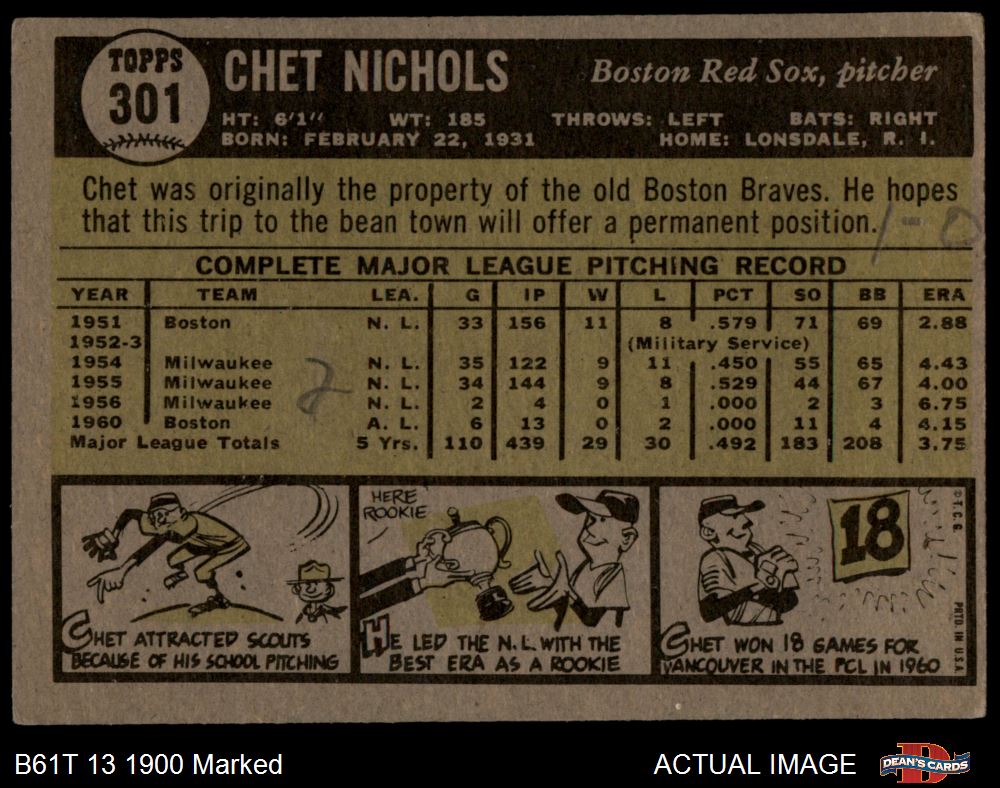 TOPPS
301
CHET NICHOLS
Boston Red Sox, pitcher
HT: 6'1" WT: 185 THROWS: LEFT BATS: RIGHT
BORN: FEBRUARY 22, 1931 HOME: LONSDALE, R. I.
Chet was originally the property of the old Boston Braves. He hopes
that this trip to the bean town will offer a permanent position.
1-0
COMPLETE MAJOR LEAGUE PITCHING RECORD
YEAR TEAM LEA. G IP W L PCT SO BB ERA
1951 Boston N. L. 33 156 11 8 .579 71 69 2.88
1952-3 (Military Service)
1954 Milwaukee N. L. 35 122 9 11 .450 55 65 4.43
1955 Milwaukee N. L. 34 144 9 8 .529 44 67 4.00
1956 Milwaukee N. L. 2 4 0 1 .000 2 3 6.75
1960 Boston A. L. 6 13 0 2 .000 11 4 4.15
Major League Totals 5 Yrs. 110 439 29 30 .492 183 208 3.75
CHET ATTRACTED SCOUTS
BECAUSE OF HIS SCHOOL PITCHING
HERE
ROOKIE
HE LED THE N.L. WITH THE
BEST ERA AS A ROOKIE
18
CHET WON 18 GAMES FOR
VANCOUVER IN THE PCL IN 1960
© T.C.G. PRTD IN U.S.A.
B61T 13 1900 Marked
ACTUAL IMAGE
DEAN'S CARDS